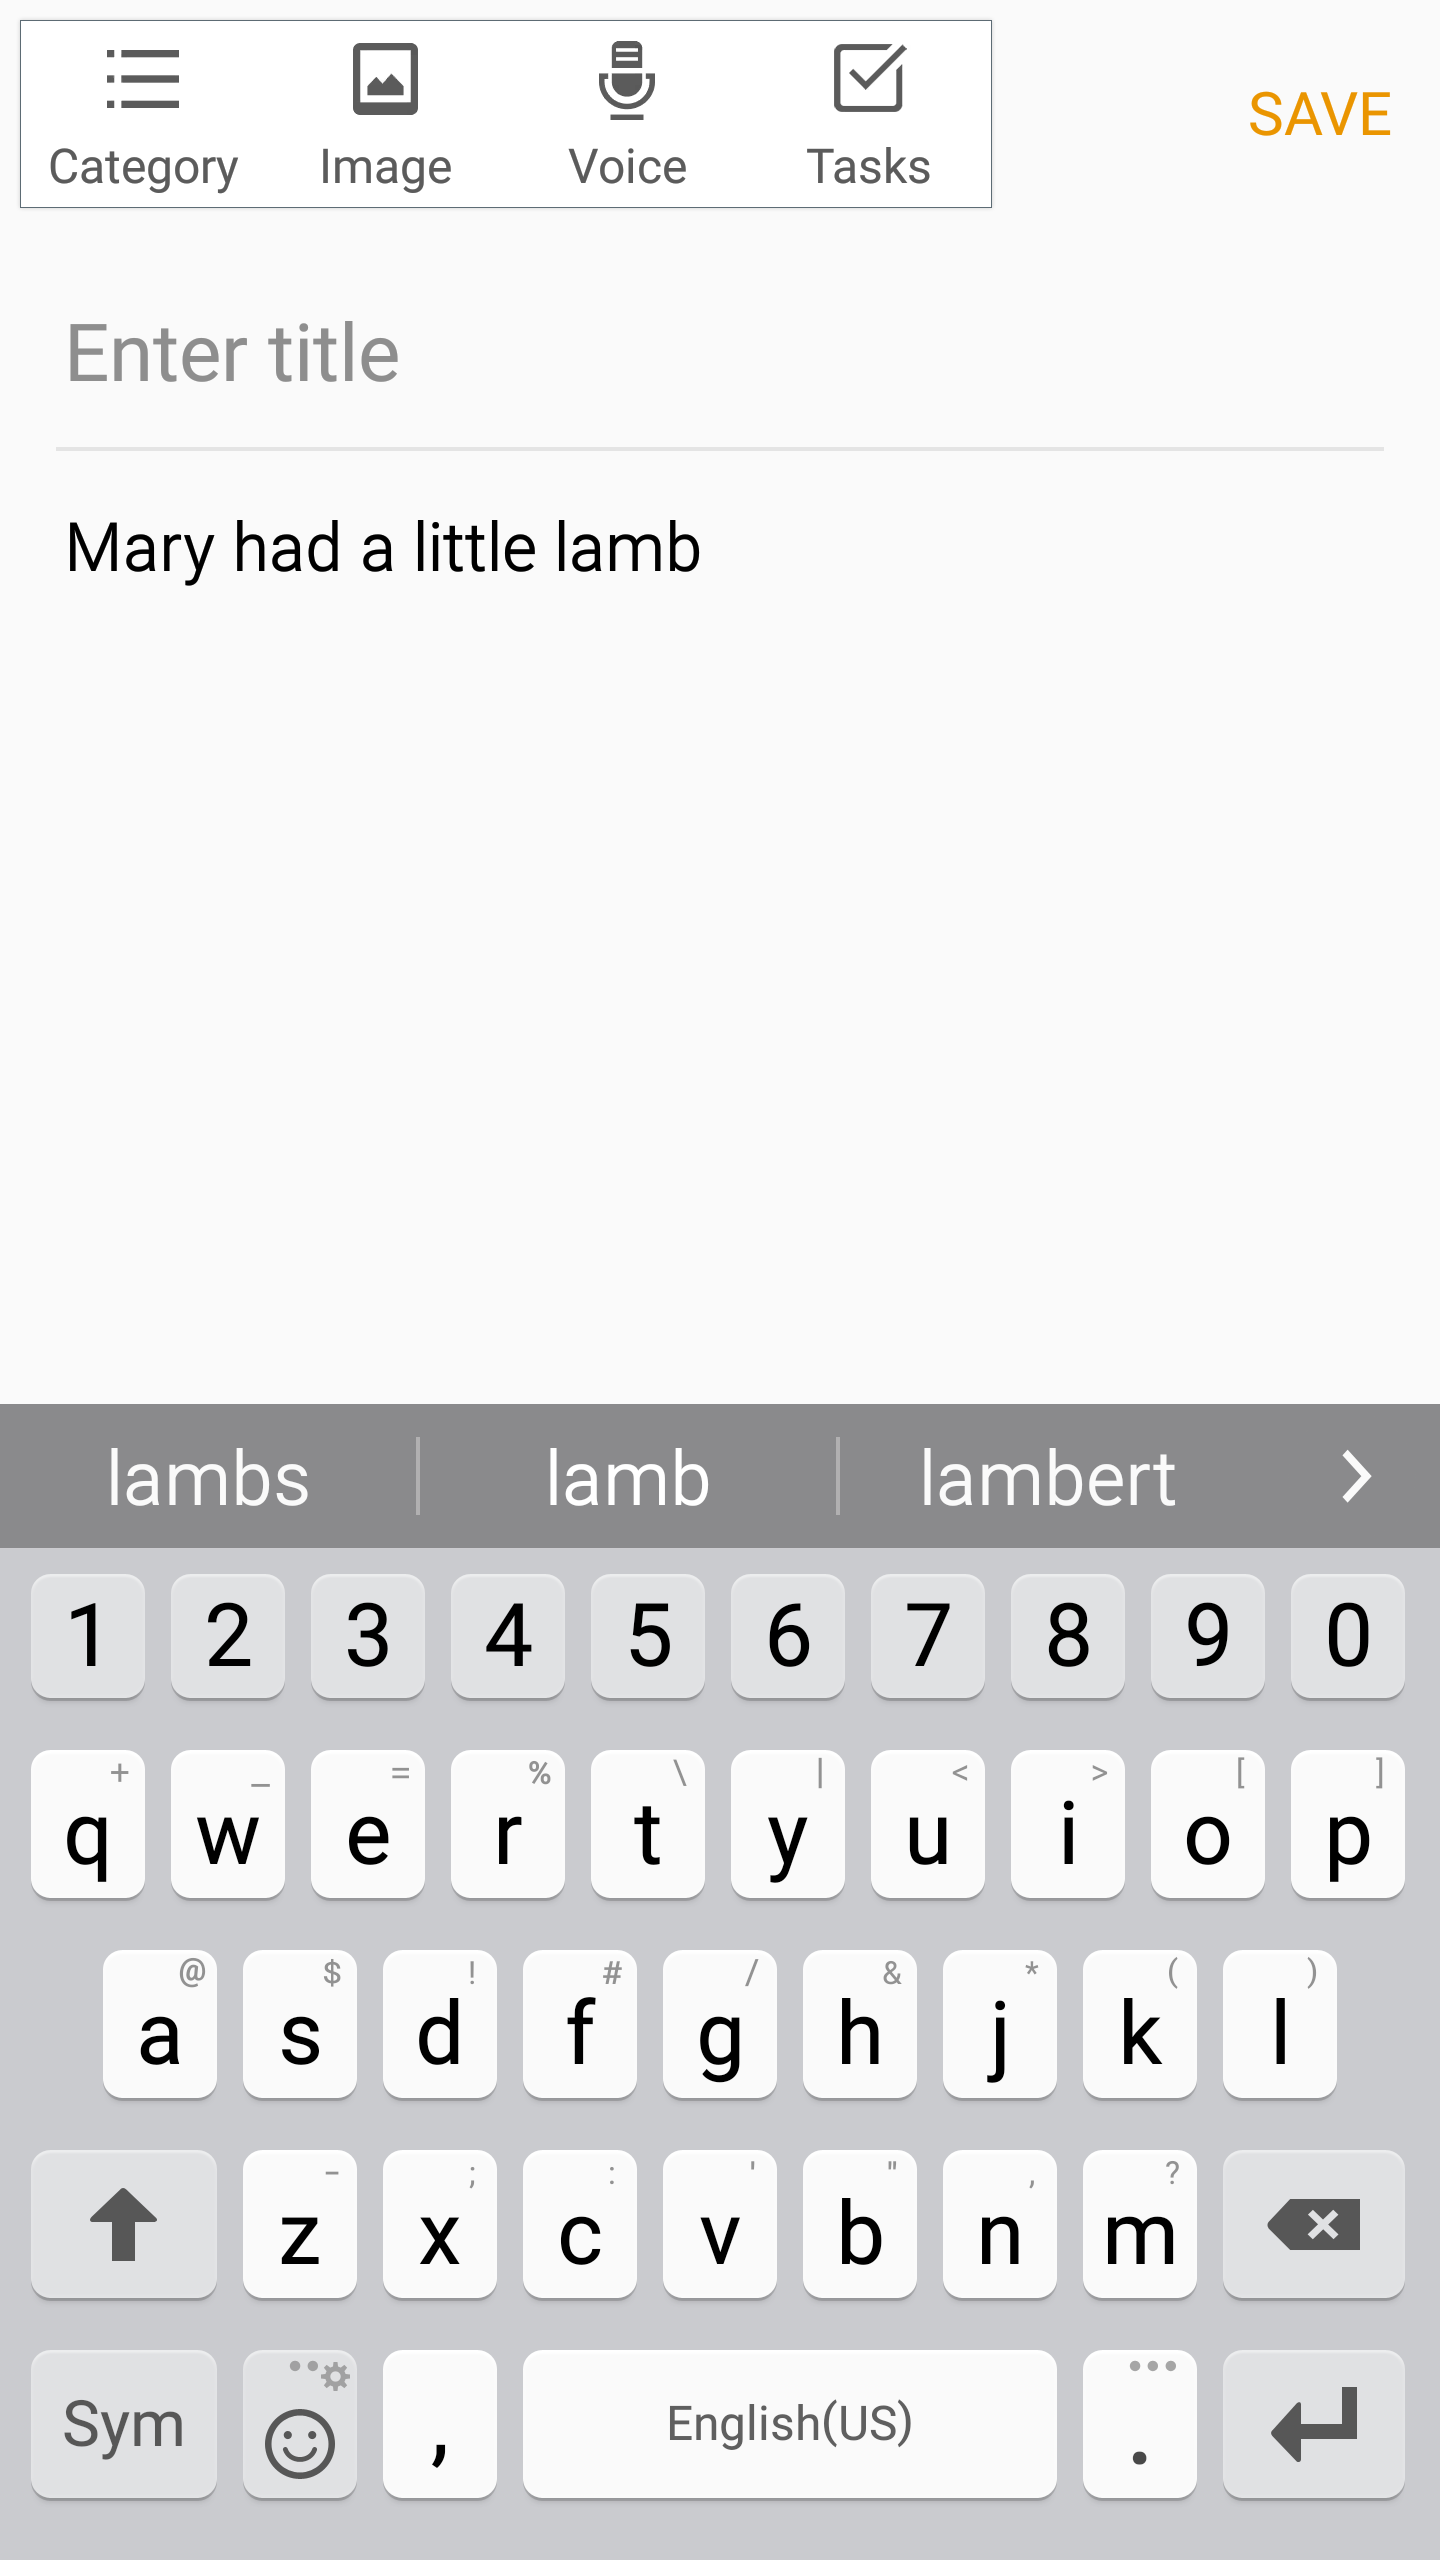 Category Image Voice Tasks
SAVE
Enter title
Mary had a little lamb
lambs lamb lambert
1 2 3 4 5 6 7 8 9 0
+ _ = % \ | < > [ ]
q w e r t y u i o p
@ $ ! # / & * ( )
a s d f g h j k l
- ; : ' " , ?
z x c v b n m
Sym , English(US) .